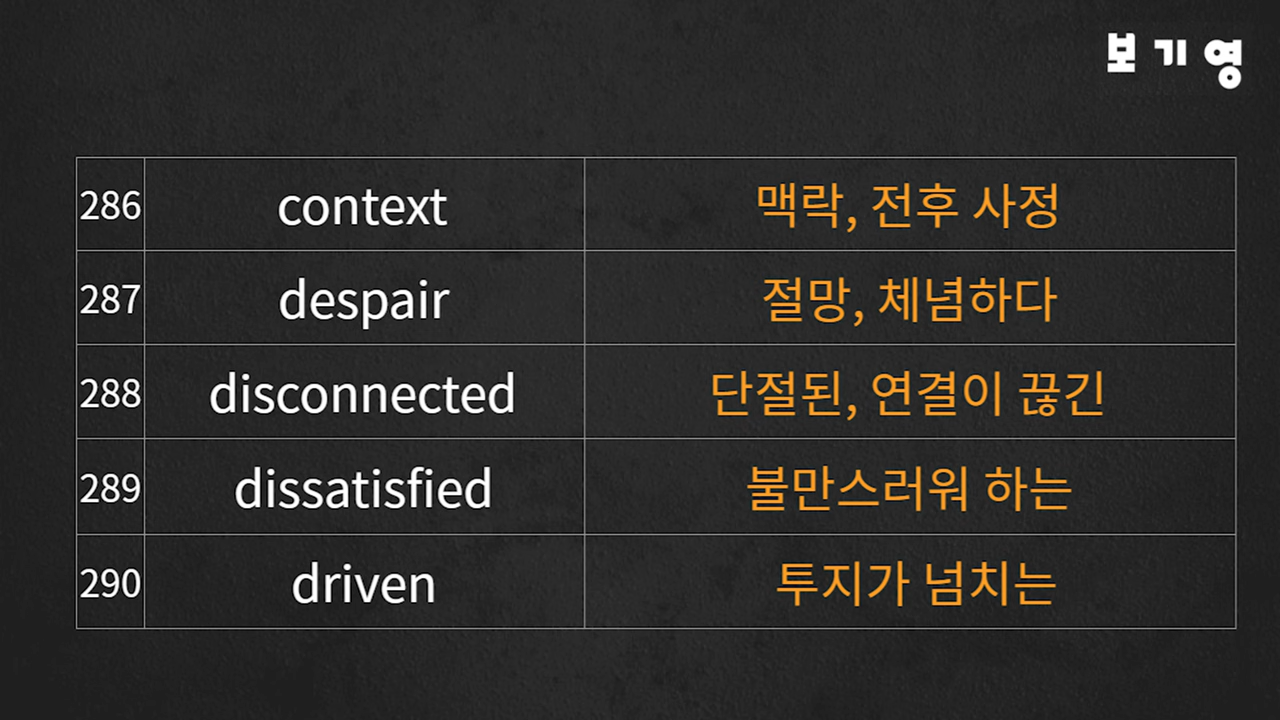 보기영
286 context 맥락, 전후 사정
287 despair 절망, 체념하다
288 disconnected 단절된, 연결이 끊긴
289 dissatisfied 불만스러워 하는
290 driven 투지가 넘치는